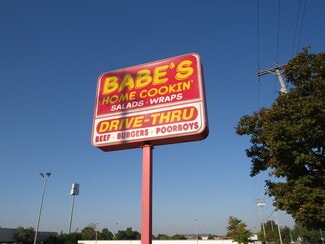 BABE'S
HOME COOKIN'
SALADS · WRAPS
DRIVE-THRU
BEEF · BURGERS · POORBOYS